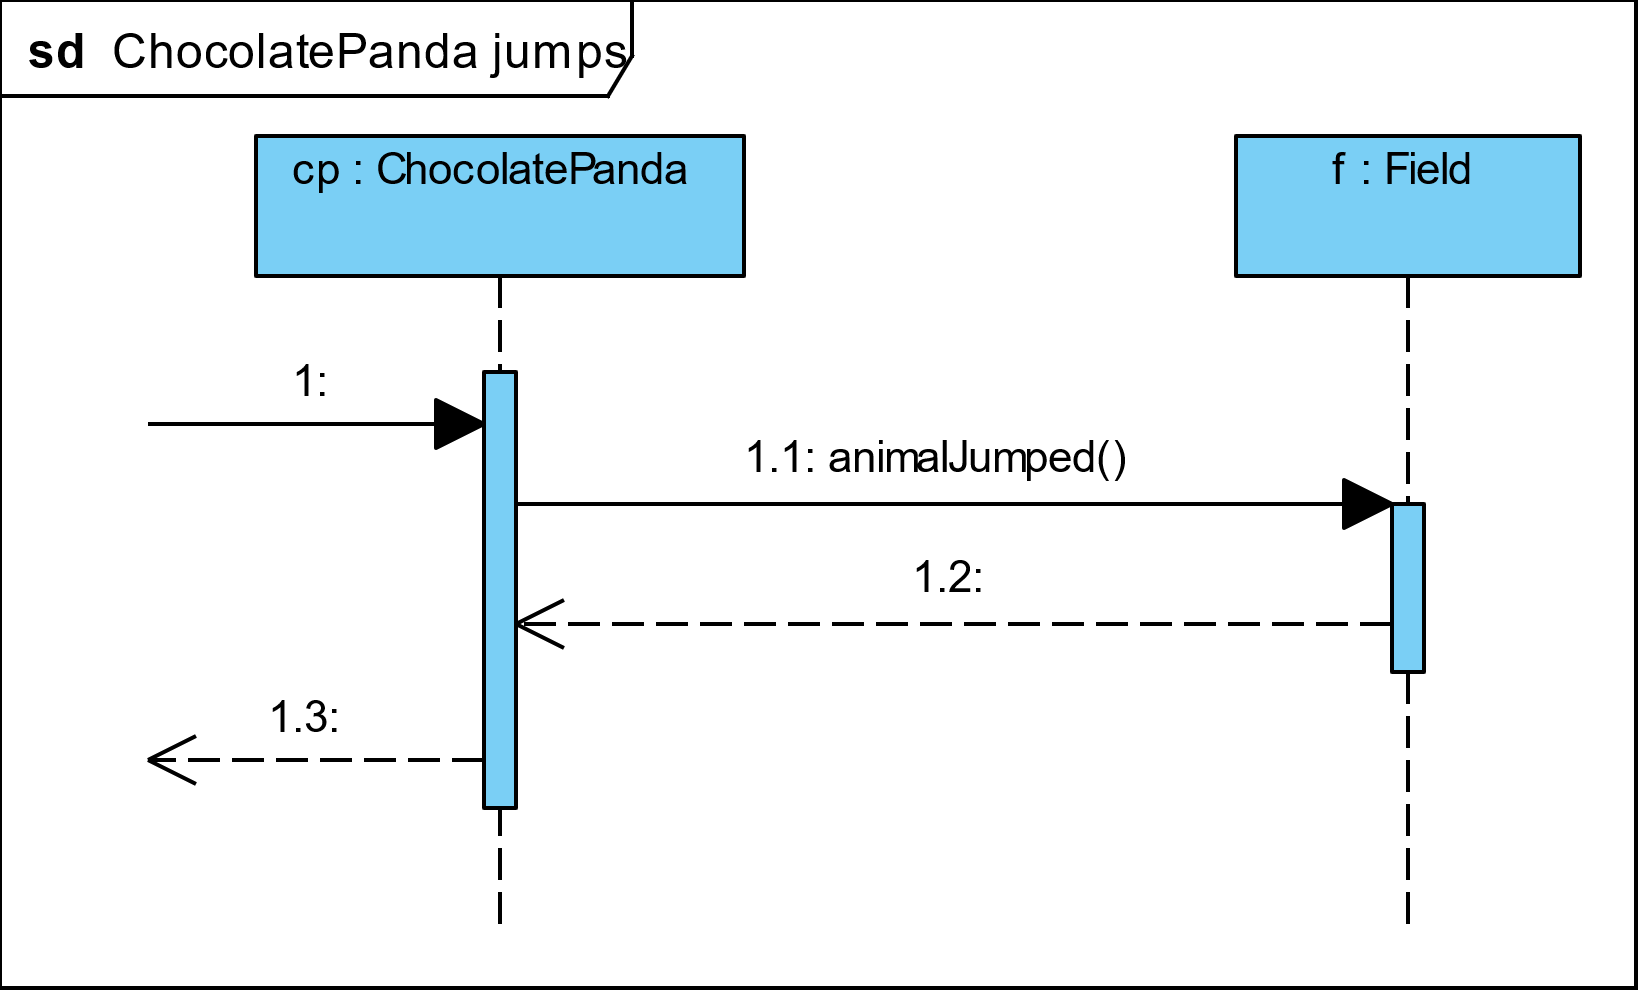 sd ChocolatePanda jumps
cp : ChocolatePanda
f : Field
1:
1.1: animalJumped()
1.2:
1.3: